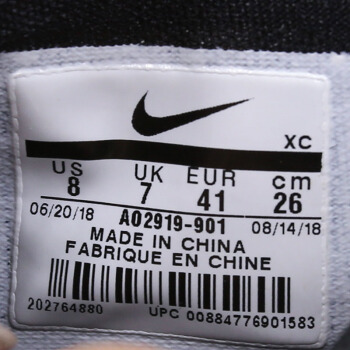 XC
US UK EUR cm
8 7 41 26
06/20/18 AO2919-901 08/14/18
MADE IN CHINA
FABRIQUE EN CHINE
202764880 UPC 00884776901583